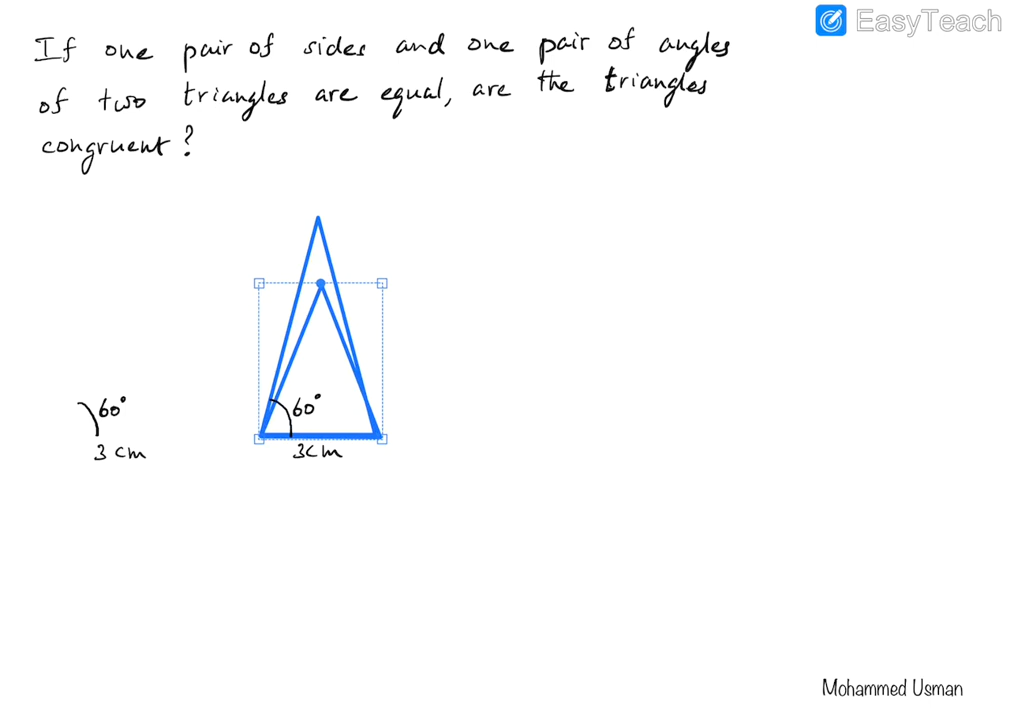 EasyTeach
If one pair of sides and one pair of angles
of two triangles are equal, are the triangles
congruent?
60° 60°
3 cm 3cm
Mohammed Usman